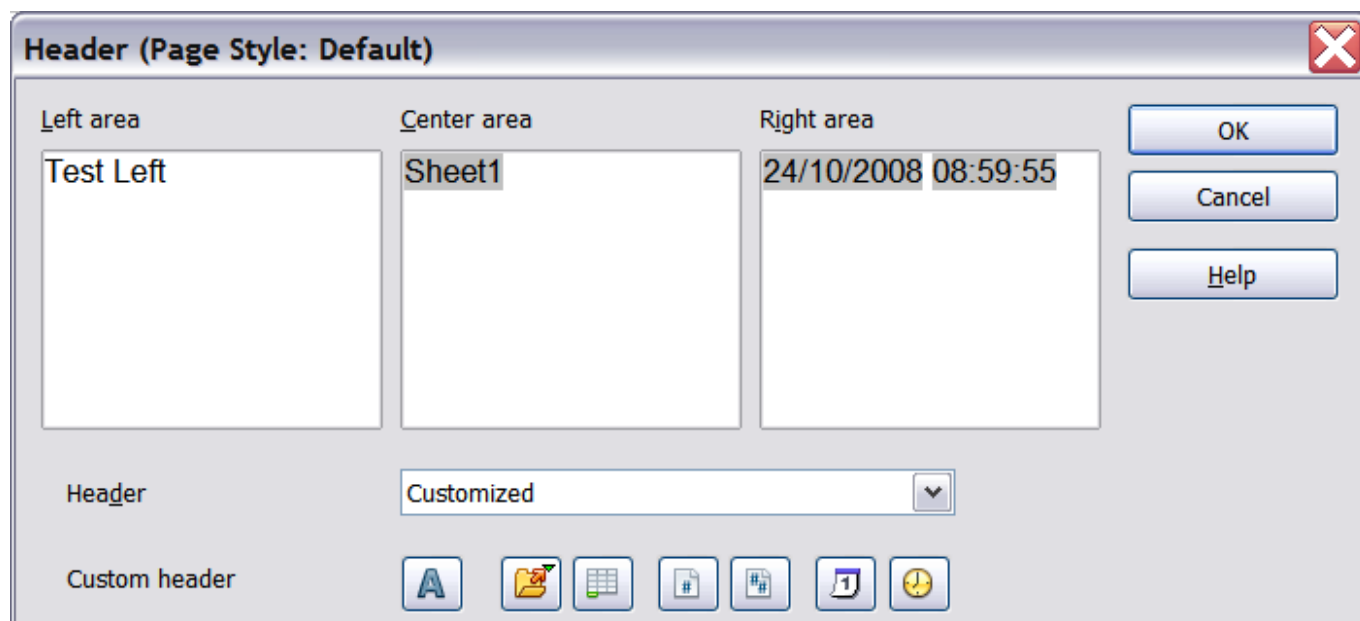 Header (Page Style: Default)
Left area
Center area
Right area
Test Left
Sheet1
24/10/2008 08:59:55
OK
Cancel
Help
Header
Customized
Custom header
A
#
##
1